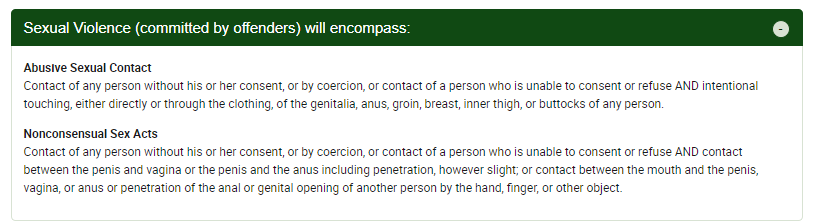 Sexual Violence (committed by offenders) will encompass:
-
Abusive Sexual Contact
Contact of any person without his or her consent, or by coercion, or contact of a person who is unable to consent or refuse AND intentional
touching, either directly or through the clothing, of the genitalia, anus, groin, breast, inner thigh, or buttocks of any person.
Nonconsensual Sex Acts
Contact of any person without his or her consent, or by coercion, or contact of a person who is unable to consent or refuse AND contact
between the penis and vagina or the penis and the anus including penetration, however slight; or contact between the mouth and the penis,
vagina, or anus or penetration of the anal or genital opening of another person by the hand, finger, or other object.